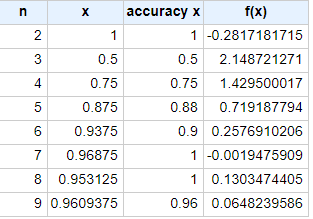 n x accuracy x f(x)
2 1 1 -0.2817181715
3 0.5 0.5 2.148721271
4 0.75 0.75 1.429500017
5 0.875 0.88 0.719187794
6 0.9375 0.9 0.2576910206
7 0.96875 1 -0.0019475909
8 0.953125 1 0.1303474405
9 0.9609375 0.96 0.0648239586